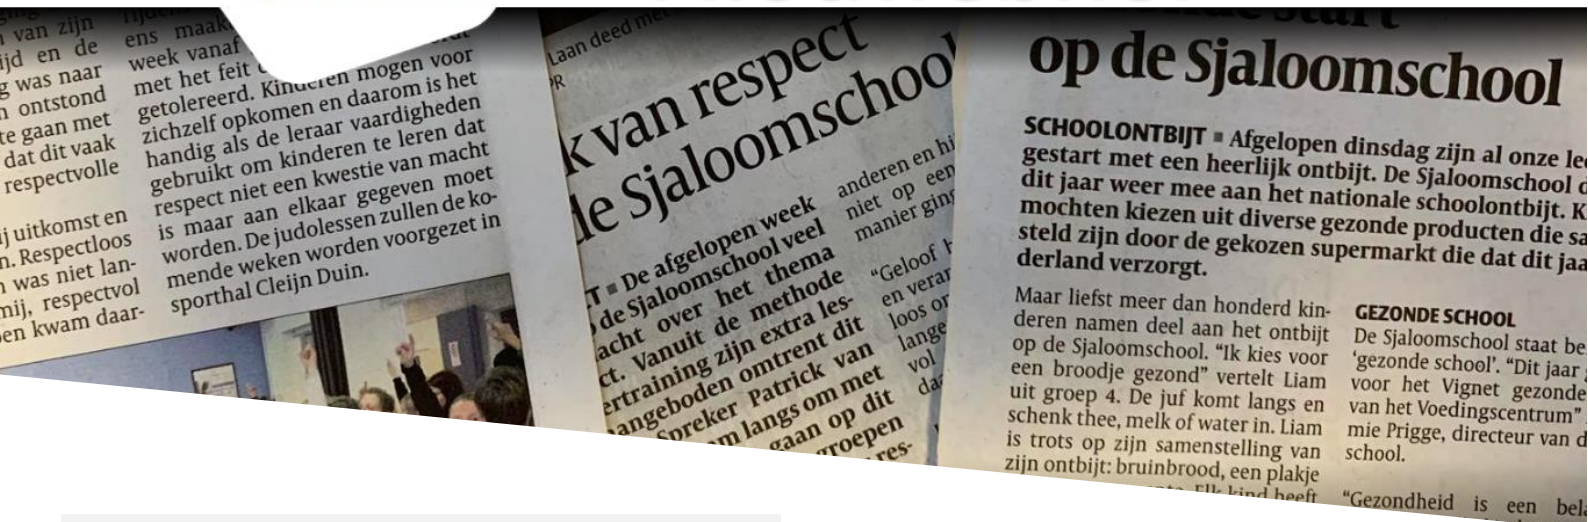 van zijn
ijd en de
g was naar
ontstond
te gaan met
dat dit vaak
respectvolle
ij uitkomst en
n. Respectloos
was niet lan-
mij, respectvol
en kwam daar-
ens
week vanaf
met het feit
getolereerd. Kinderen mogen voor
zichzelf opkomen en daarom is het
handig als de leraar vaardigheden
gebruikt om kinderen te leren dat
respect niet een kwestie van macht
is maar aan elkaar gegeven moet
worden. De judolessen zullen de ko-
mende weken worden voorgezet in
sporthal Cleijn Duin.
Laan deed
PR
k van respect
de Sjaloomschool
T ▪ De afgelopen week
de Sjaloomschool veel
acht over het thema
ct. Vanuit de methode
ertraining zijn extra les-
angeboden omtrent dit
Spreker Patrick van
m langs om met
gaan op dit
groepen
res-
anderen en hi
niet op een
manier ging
"Geloof
en veran
loos or
lange
vol
start
op de Sjaloomschool
SCHOOLONTBIJT ▪ Afgelopen dinsdag zijn al onze lee
gestart met een heerlijk ontbijt. De Sjaloomschool d
dit jaar weer mee aan het nationale schoolontbijt. K
mochten kiezen uit diverse gezonde producten die sa
steld zijn door de gekozen supermarkt die dat dit jaa
derland verzorgt.
Maar liefst meer dan honderd kin-
deren namen deel aan het ontbijt
op de Sjaloomschool. "Ik kies voor
een broodje gezond" vertelt Liam
uit groep 4. De juf komt langs en
schenk thee, melk of water in. Liam
is trots op zijn samenstelling van
zijn ontbijt: bruinbrood, een plakje
Elk kind heeft
GEZONDE SCHOOL
De Sjaloomschool staat be
'gezonde school'. "Dit jaar
voor het Vignet gezonde
van het Voedingscentrum"
mie Prigge, directeur van d
school.
"Gezondheid is een bela